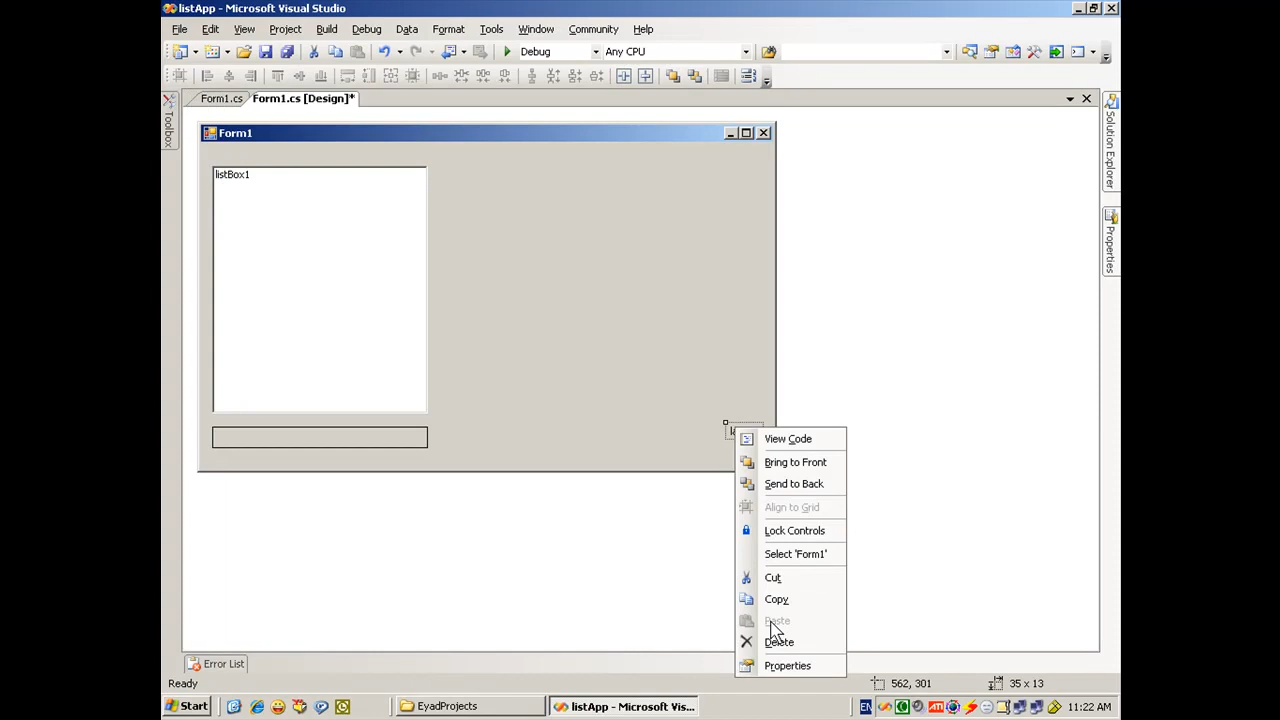 listApp - Microsoft Visual Studio
File Edit View Project Build Debug Data Format Tools Window Community Help
Debug Any CPU
Form1.cs Form1.cs [Design]*
Toolbox
Solution Explorer
Properties
Form1
listBox1
View Code
Bring to Front
Send to Back
Align to Grid
Lock Controls
Select 'Form1'
Cut
Copy
Paste
Delete
Properties
Error List
Ready 562, 301 35 x 13
Start EyadProjects listApp - Microsoft Vis... EN 11:22 AM